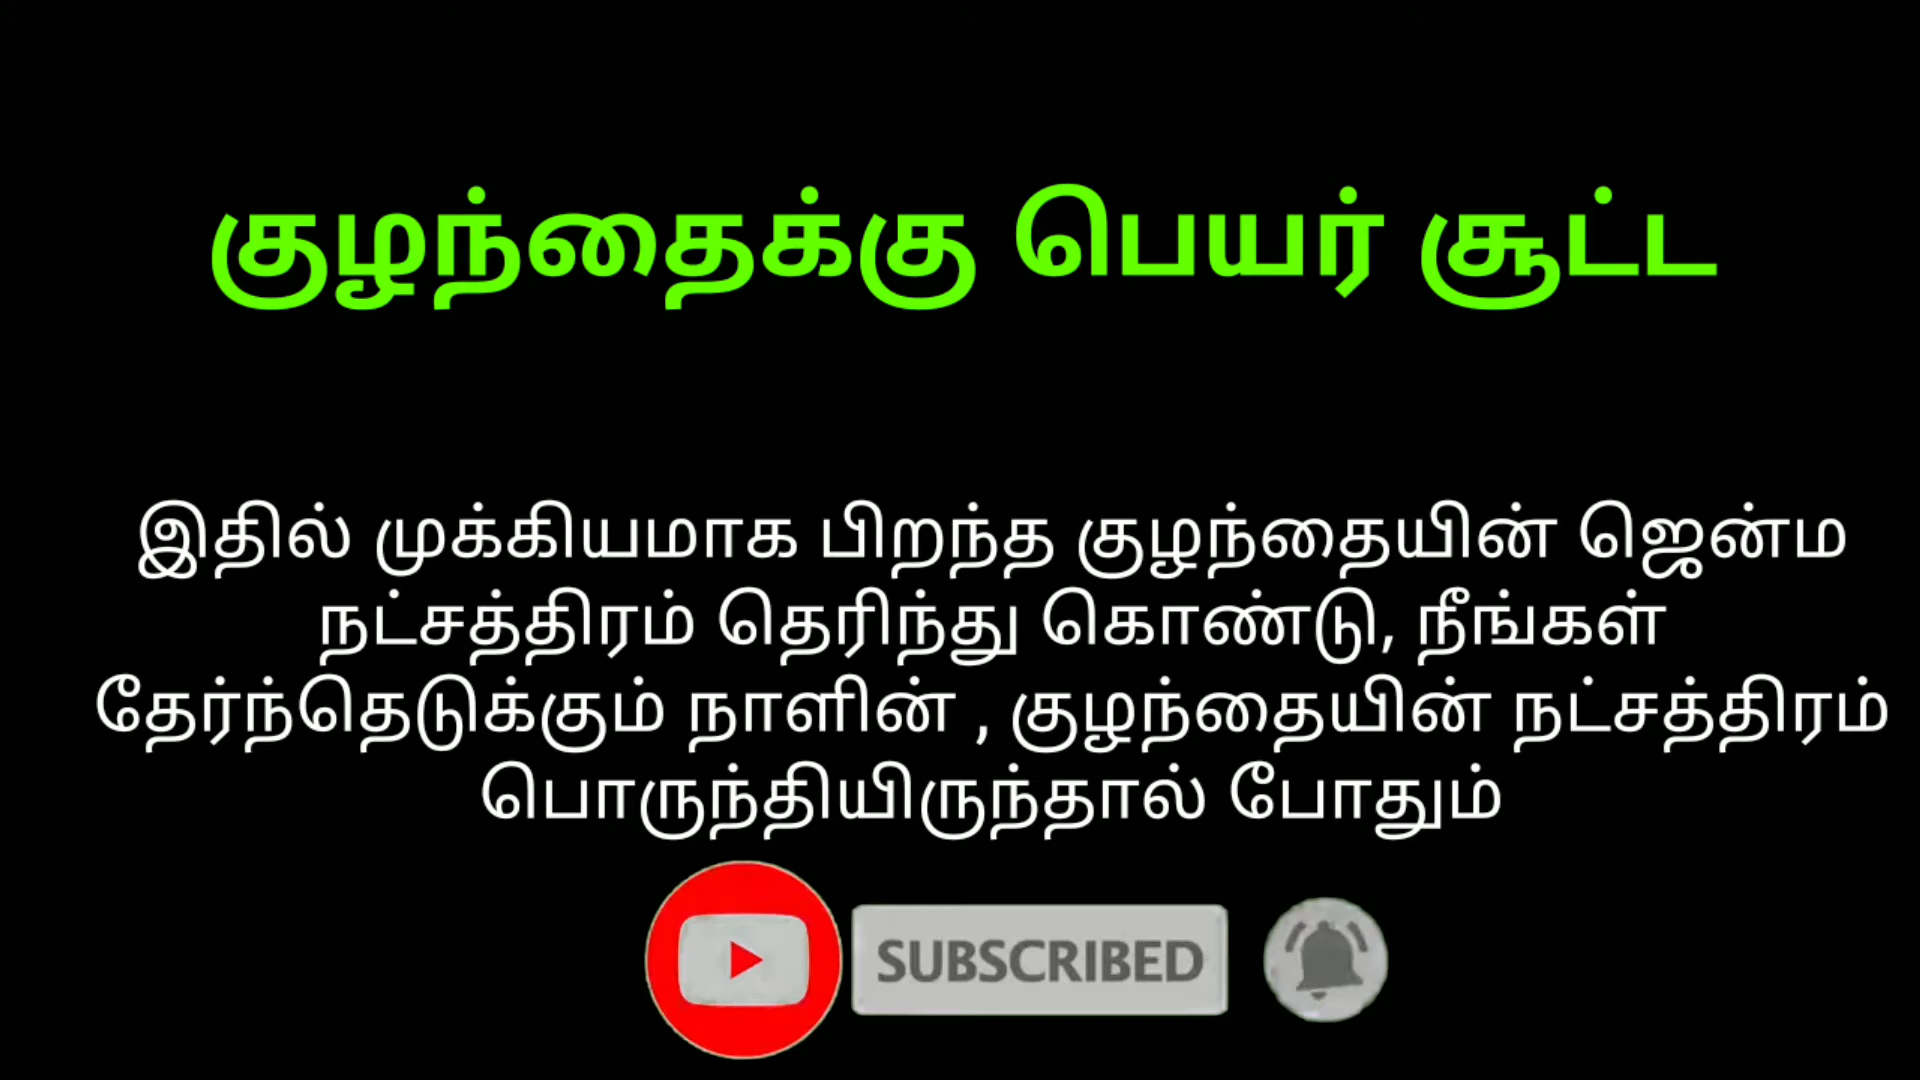 குழந்தைக்கு பெயர் சூட்ட
இதில் முக்கியமாக பிறந்த குழந்தையின் ஜென்ம
நட்சத்திரம் தெரிந்து கொண்டு, நீங்கள்
தேர்ந்தெடுக்கும் நாளின் , குழந்தையின் நட்சத்திரம்
பொருந்தியிருந்தால் போதும்
SUBSCRIBED